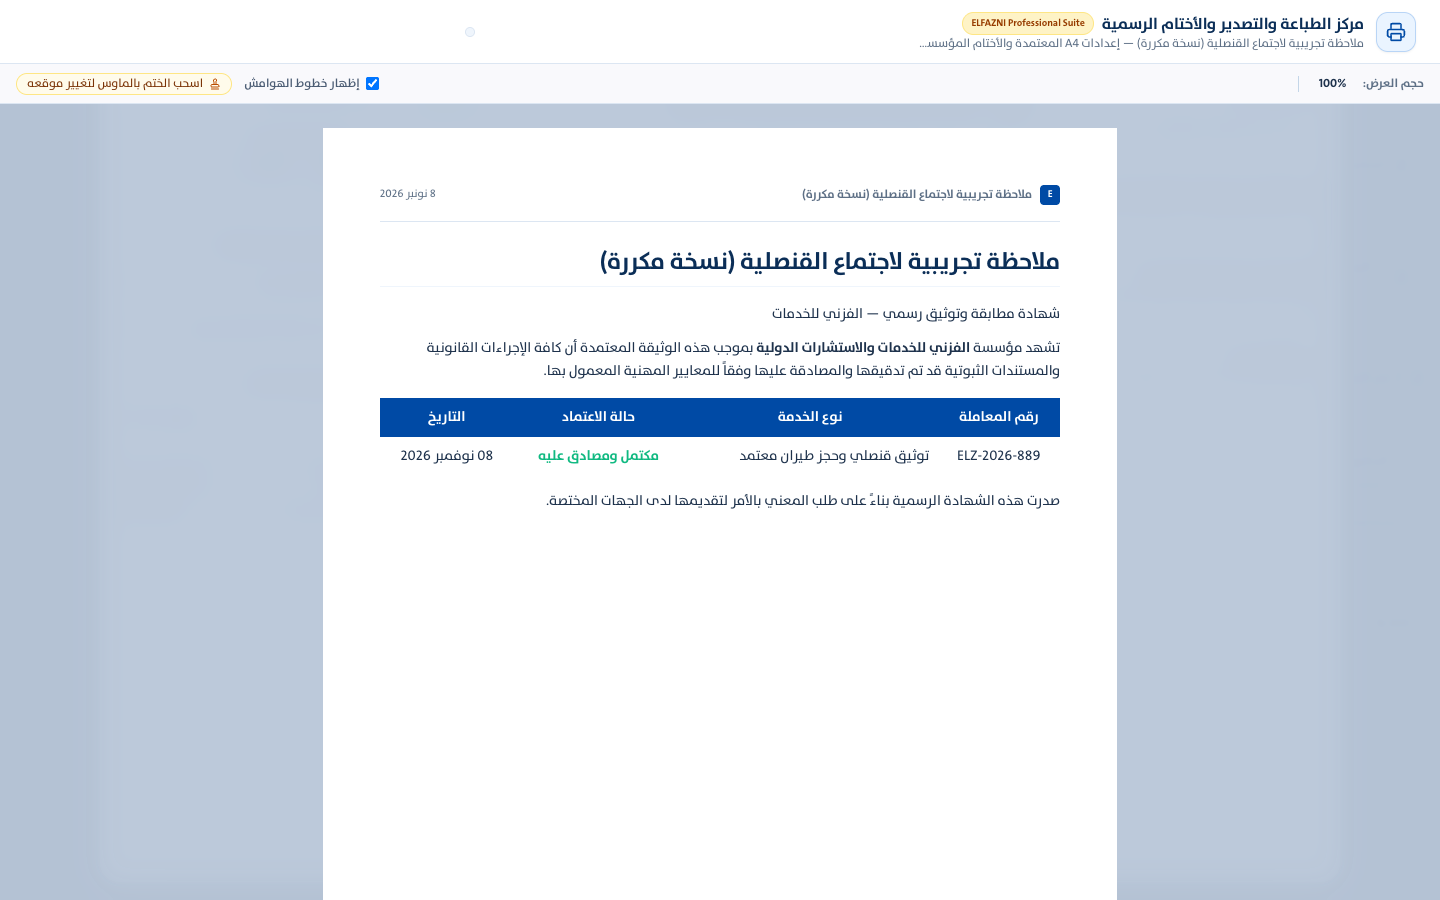 مركز الطباعة والتصدير والأختام الرسمية ELFAZNI Professional Suite
ملاحظة تجريبية لاجتماع القنصلية (نسخة مكررة) — إعدادات A4 المعتمدة والأختام المؤسس...
حجم العرض: 100%
إظهار خطوط الهوامش
اسحب الختم بالماوس لتغيير موقعه
E ملاحظة تجريبية لاجتماع القنصلية (نسخة مكررة)
8 نونبر 2026
ملاحظة تجريبية لاجتماع القنصلية (نسخة مكررة)
شهادة مطابقة وتوثيق رسمي — الفزني للخدمات
تشهد مؤسسة الفزني للخدمات والاستشارات الدولية بموجب هذه الوثيقة المعتمدة أن كافة الإجراءات القانونية
والمستندات الثبوتية قد تم تدقيقها والمصادقة عليها وفقاً للمعايير المهنية المعمول بها.
رقم المعاملة نوع الخدمة حالة الاعتماد التاريخ
ELZ-2026-889 توثيق قنصلي وحجز طيران معتمد مكتمل ومصادق عليه 08 نوفمبر 2026
صدرت هذه الشهادة الرسمية بناءً على طلب المعني بالأمر لتقديمها لدى الجهات المختصة.